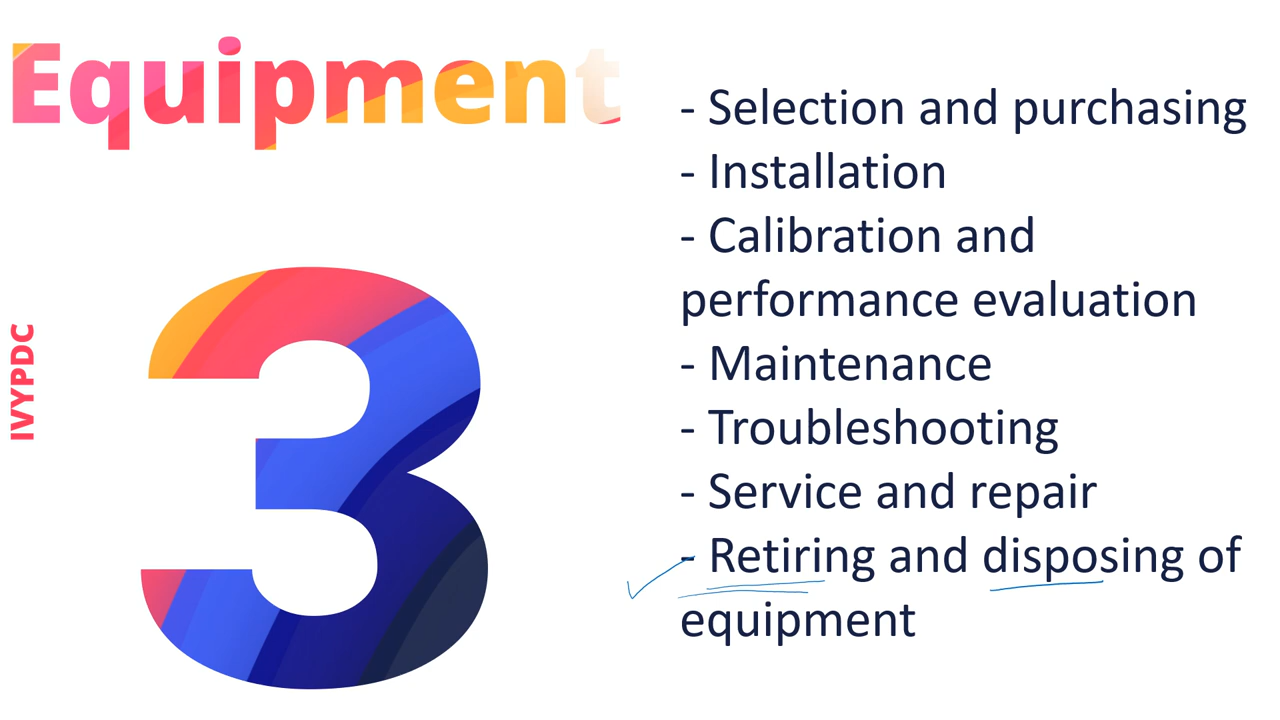 Equipment
- Selection and purchasing
- Installation
- Calibration and
performance evaluation
- Maintenance
- Troubleshooting
- Service and repair
- Retiring and disposing of
equipment
3
IVYPDC